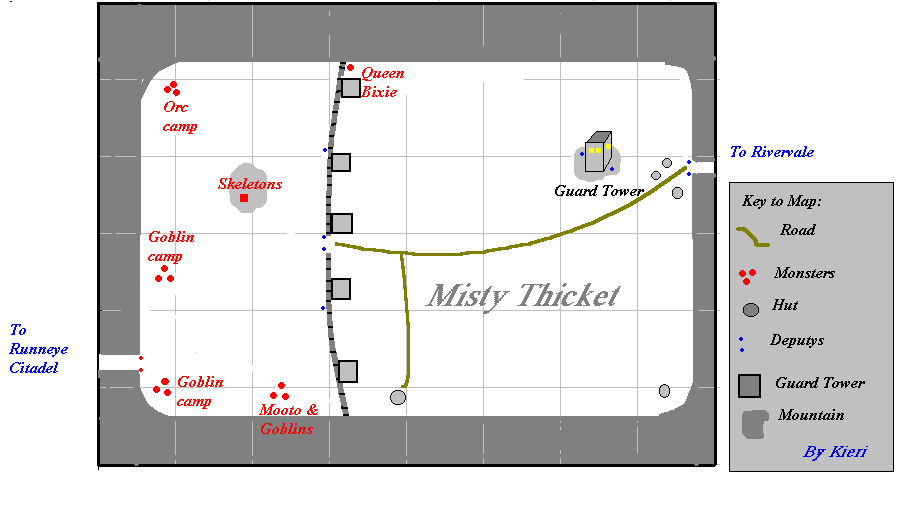 Queen
Bixie
Orc
camp
To Rivervale
Skeletons
Guard Tower
Goblin
camp
Misty Thicket
To
Runneye
Citadel
Goblin
camp
Mooto &
Goblins
Key to Map:
Road
Monsters
Hut
Deputys
Guard Tower
Mountain
By Kieri